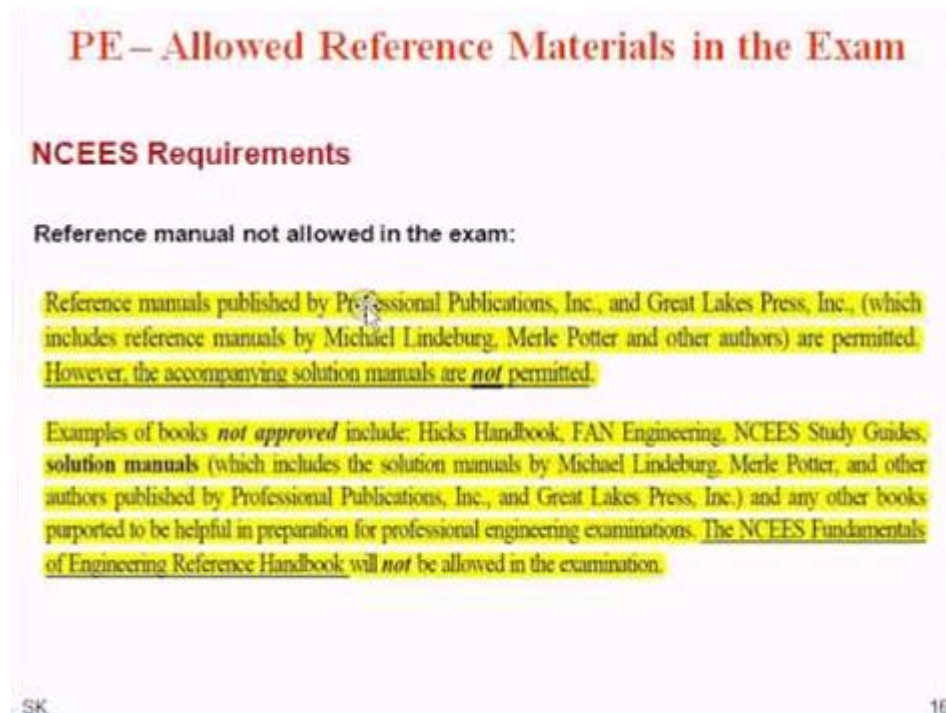 PE – Allowed Reference Materials in the Exam
NCEES Requirements
Reference manual not allowed in the exam:
Reference manuals published by Professional Publications, Inc., and Great Lakes Press, Inc., (which
includes reference manuals by Michael Lindeburg, Merle Potter and other authors) are permitted.
However, the accompanying solution manuals are not permitted.
Examples of books not approved include: Hicks Handbook, FAN Engineering, NCEES Study Guides,
solution manuals (which includes the solution manuals by Michael Lindeburg, Merle Potter, and other
authors published by Professional Publications, Inc., and Great Lakes Press, Inc.) and any other books
purported to be helpful in preparation for professional engineering examinations. The NCEES Fundamentals
of Engineering Reference Handbook will not be allowed in the examination.
SK